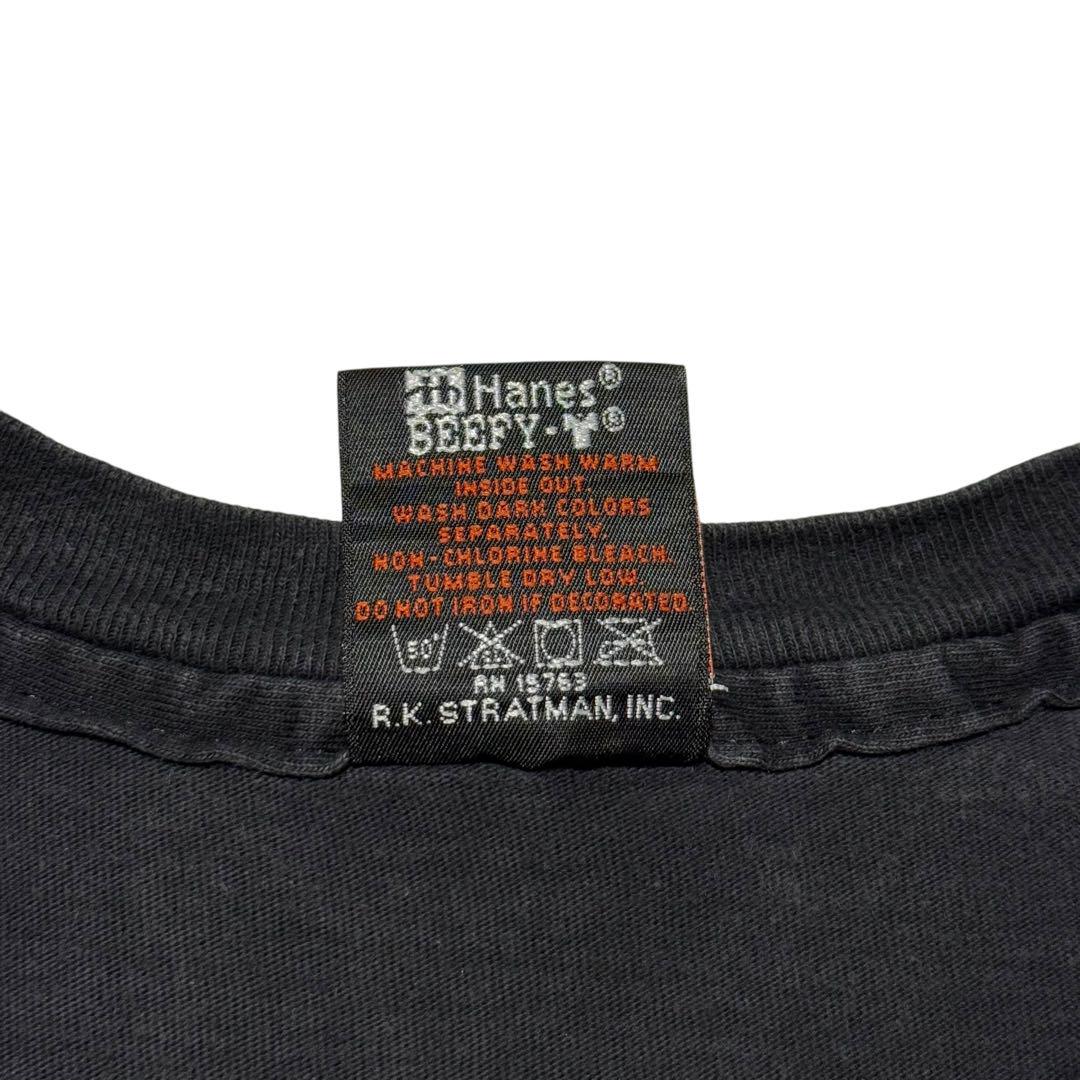 Hanes®
BEEFY-T®
MACHINE WASH WARM
INSIDE OUT.
WASH DARK COLORS
SEPARATELY.
NON-CHLORINE BLEACH.
TUMBLE DRY LOW.
DO NOT IRON IF DECORATED
RN 15763
R.K. STRATMAN, INC.